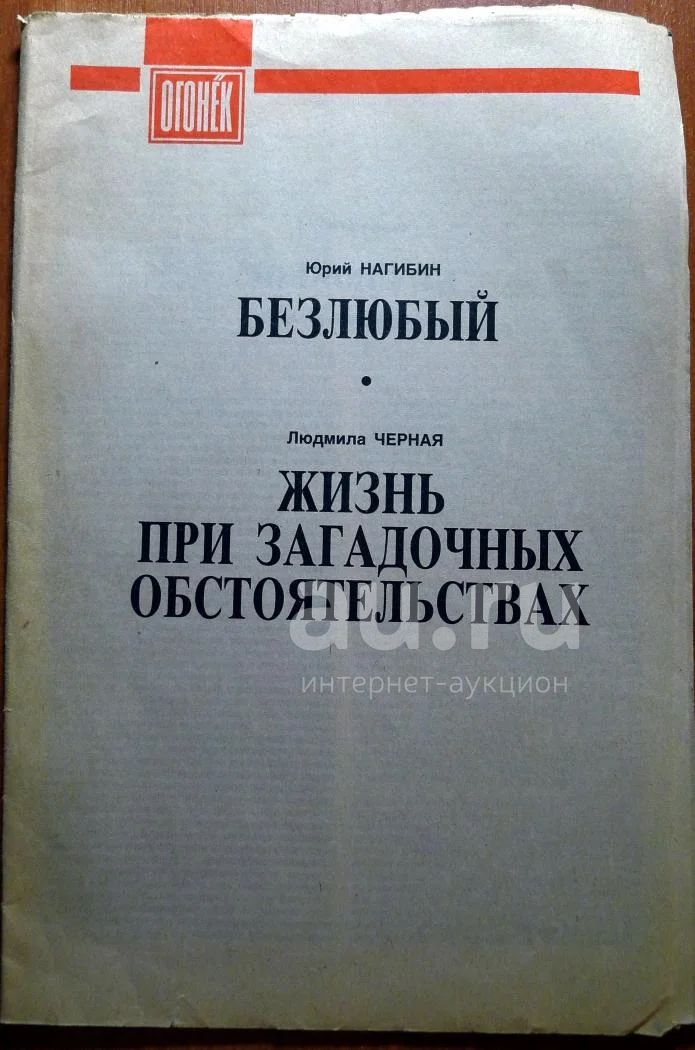 ОГОНЁК
Юрий НАГИБИН
БЕЗЛЮБЫЙ
•
Людмила ЧЕРНАЯ
ЖИЗНЬ
ПРИ ЗАГАДОЧНЫХ
ОБСТОЯТЕЛЬСТВАХ
au.ru
интернет-аукцион